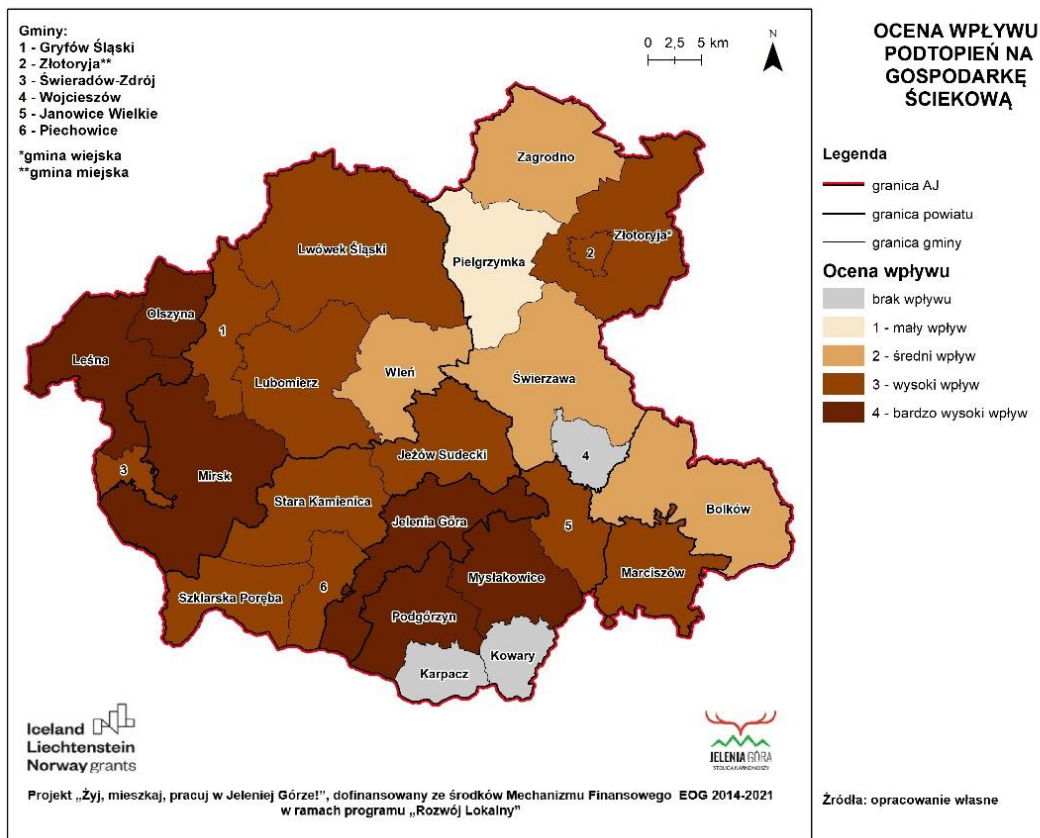 Gminy:
1 - Gryfów Śląski
2 - Złotoryja**
3 - Świeradów-Zdrój
4 - Wojcieszów
5 - Janowice Wielkie
6 - Piechowice
*gmina wiejska
**gmina miejska
0 2,5 5 km
N
Zagrodno
Złotoryja*
2
Lwówek Śląski
Pielgrzymka
Olszyna
1
Leśna
Lubomierz
Wleń
Świerzawa
3
Mirsk
Jeżów Sudecki
4
Stara Kamienica
Bolków
Jelenia Góra
5
Mysłakowice
Marciszów
Szklarska Poręba
6
Podgórzyn
Kowary
Karpacz
Iceland
Liechtenstein
Norway grants
JELENIA GÓRA
STOLICA KARKONOSZY
Projekt „Żyj, mieszkaj, pracuj w Jeleniej Górze!”, dofinansowany ze środków Mechanizmu Finansowego EOG 2014-2021
w ramach programu „Rozwój Lokalny”
OCENA WPŁYWU
PODTOPIEŃ NA
GOSPODARKĘ
ŚCIEKOWĄ
Legenda
granica AJ
granica powiatu
granica gminy
Ocena wpływu
brak wpływu
1 - mały wpływ
2 - średni wpływ
3 - wysoki wpływ
4 - bardzo wysoki wpływ
Źródła: opracowanie własne